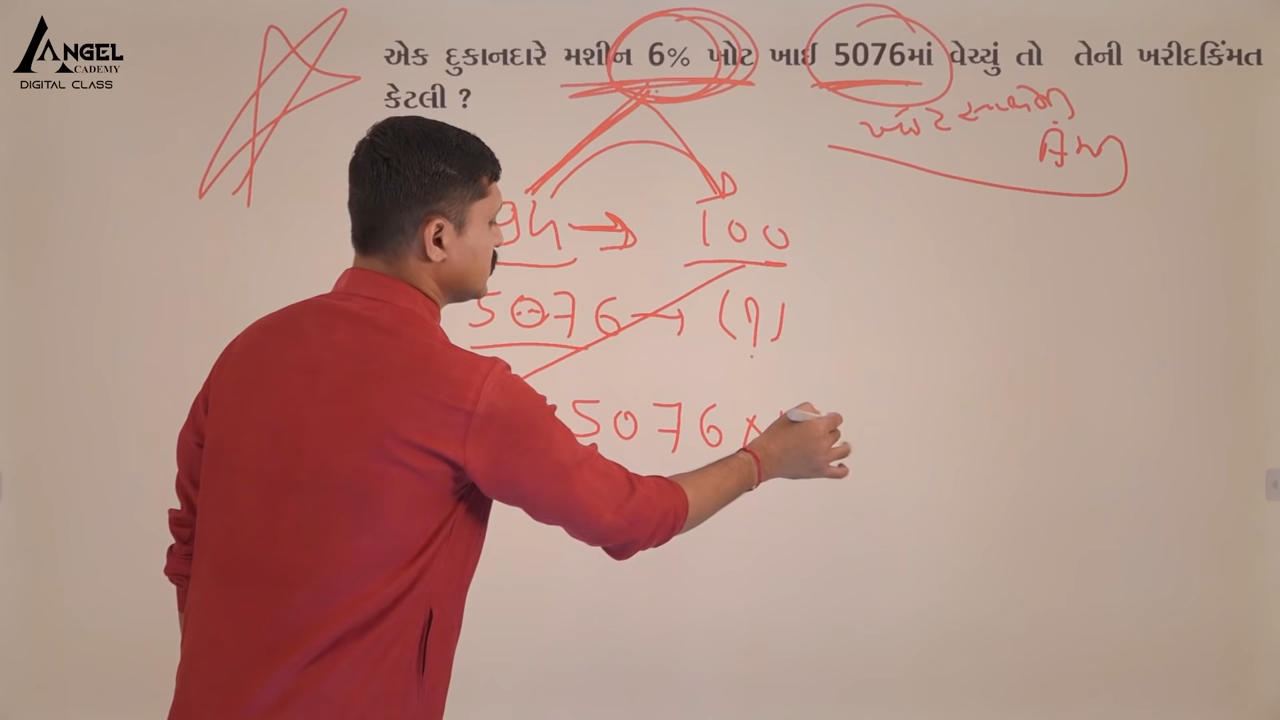 ANGEL
ACADEMY
DIGITAL CLASS
એક દુકાનદારે મશીન 6% ખોટ ખાઈ 5076માં વેચ્યું તો તેની ખરીદકિંમત
કેટલી ?
94 → 100
5076 → (?)
5076 ×